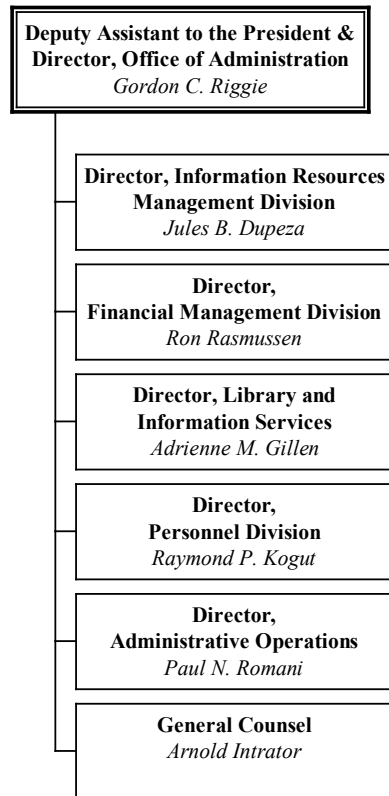 Deputy Assistant to the President &
Director, Office of Administration
Gordon C. Riggie
Director, Information Resources
Management Division
Jules B. Dupeza
Director,
Financial Management Division
Ron Rasmussen
Director, Library and
Information Services
Adrienne M. Gillen
Director,
Personnel Division
Raymond P. Kogut
Director,
Administrative Operations
Paul N. Romani
General Counsel
Arnold Intrator